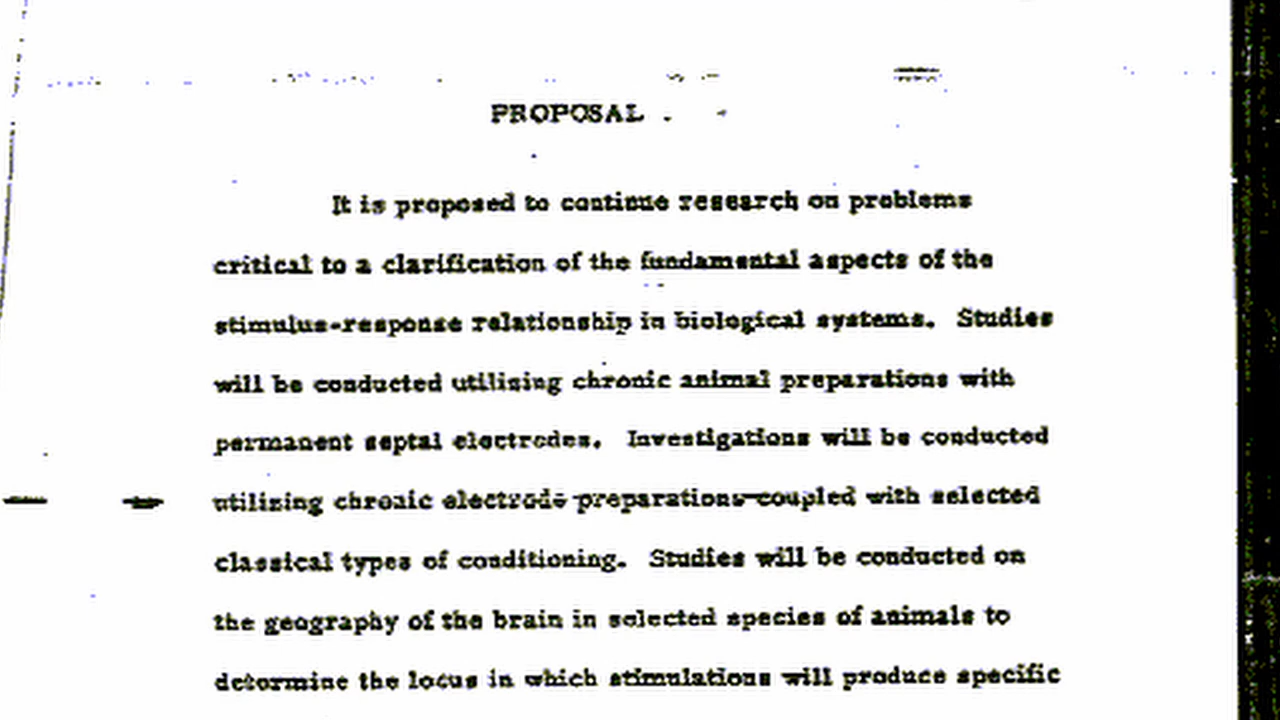 PROPOSAL
It is proposed to continue research on problems
critical to a clarification of the fundamental aspects of the
stimulus-response relationship in biological systems. Studies
will be conducted utilizing chronic animal preparations with
permanent septal electrodes. Investigations will be conducted
utilizing chronic electrode preparations coupled with selected
classical types of conditioning. Studies will be conducted on
the geography of the brain in selected species of animals to
determine the locus in which stimulations will produce specific